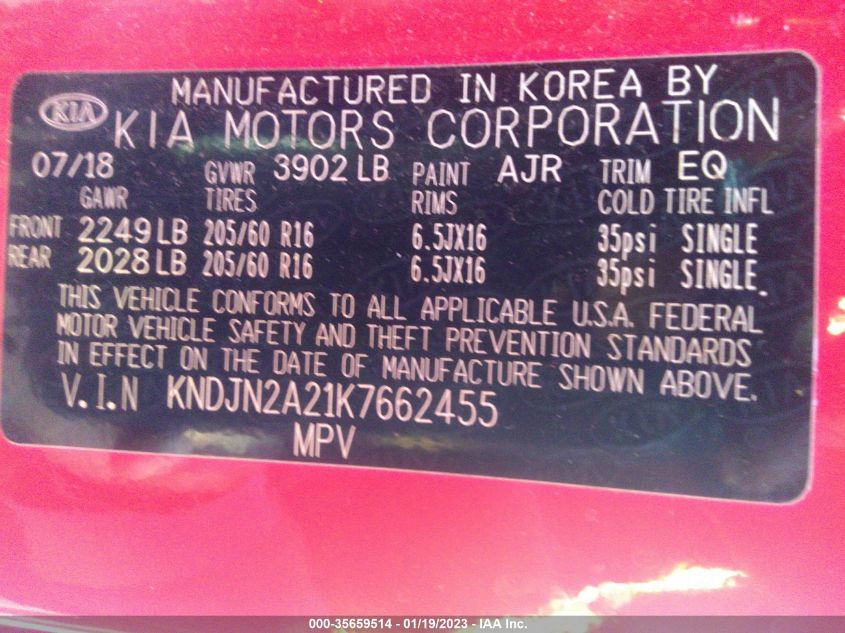 MANUFACTURED IN KOREA BY
KIA KIA MOTORS CORPORATION
07/18 GVWR 3902 LB PAINT AJR TRIM EQ
GAWR TIRES RIMS COLD TIRE INFL
FRONT 2249 LB 205/60 R16 6.5JX16 35psi SINGLE
REAR 2028 LB 205/60 R16 6.5JX16 35psi SINGLE.
THIS VEHICLE CONFORMS TO ALL APPLICABLE U.S.A. FEDERAL
MOTOR VEHICLE SAFETY AND THEFT PREVENTION STANDARDS
IN EFFECT ON THE DATE OF MANUFACTURE SHOWN ABOVE.
V.I.N KNDJN2A21K7662455
MPV
000-35659514 - 01/19/2023 - IAA Inc.